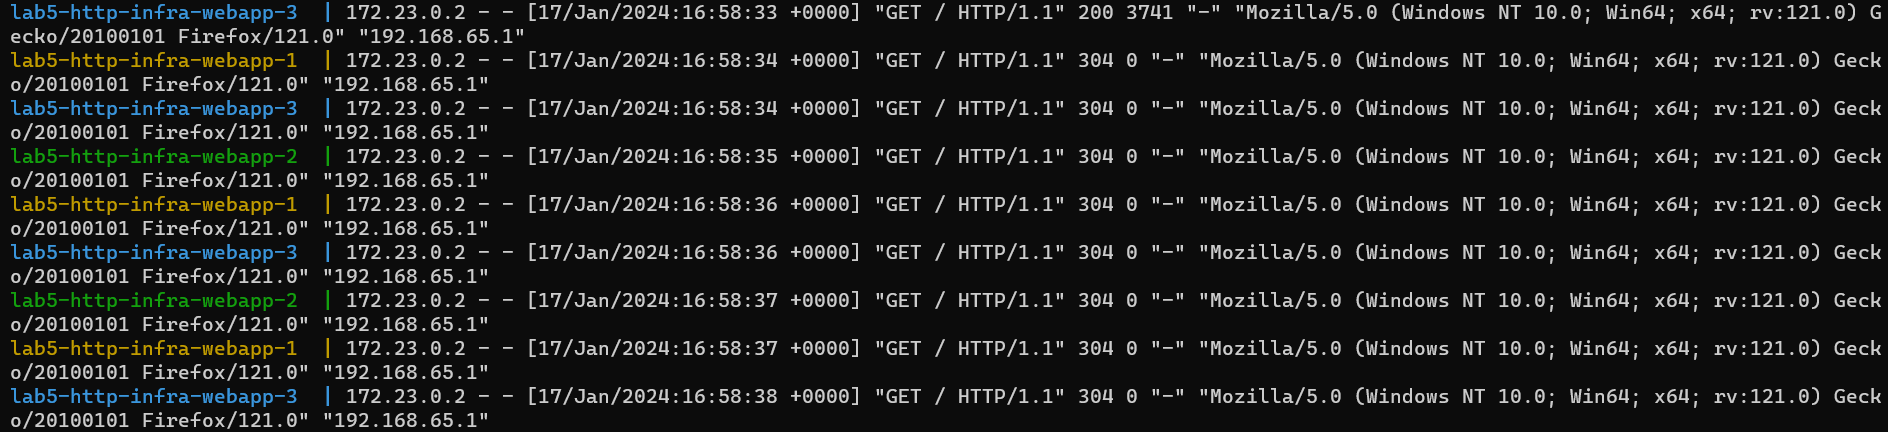 lab5-http-infra-webapp-3  | 172.23.0.2 - - [17/Jan/2024:16:58:33 +0000] "GET / HTTP/1.1" 200 3741 "-" "Mozilla/5.0 (Windows NT 10.0; Win64; x64; rv:121.0) G
ecko/20100101 Firefox/121.0" "192.168.65.1"
lab5-http-infra-webapp-1  | 172.23.0.2 - - [17/Jan/2024:16:58:34 +0000] "GET / HTTP/1.1" 304 0 "-" "Mozilla/5.0 (Windows NT 10.0; Win64; x64; rv:121.0) Geck
o/20100101 Firefox/121.0" "192.168.65.1"
lab5-http-infra-webapp-3  | 172.23.0.2 - - [17/Jan/2024:16:58:34 +0000] "GET / HTTP/1.1" 304 0 "-" "Mozilla/5.0 (Windows NT 10.0; Win64; x64; rv:121.0) Geck
o/20100101 Firefox/121.0" "192.168.65.1"
lab5-http-infra-webapp-2  | 172.23.0.2 - - [17/Jan/2024:16:58:35 +0000] "GET / HTTP/1.1" 304 0 "-" "Mozilla/5.0 (Windows NT 10.0; Win64; x64; rv:121.0) Geck
o/20100101 Firefox/121.0" "192.168.65.1"
lab5-http-infra-webapp-1  | 172.23.0.2 - - [17/Jan/2024:16:58:36 +0000] "GET / HTTP/1.1" 304 0 "-" "Mozilla/5.0 (Windows NT 10.0; Win64; x64; rv:121.0) Geck
o/20100101 Firefox/121.0" "192.168.65.1"
lab5-http-infra-webapp-3  | 172.23.0.2 - - [17/Jan/2024:16:58:36 +0000] "GET / HTTP/1.1" 304 0 "-" "Mozilla/5.0 (Windows NT 10.0; Win64; x64; rv:121.0) Geck
o/20100101 Firefox/121.0" "192.168.65.1"
lab5-http-infra-webapp-2  | 172.23.0.2 - - [17/Jan/2024:16:58:37 +0000] "GET / HTTP/1.1" 304 0 "-" "Mozilla/5.0 (Windows NT 10.0; Win64; x64; rv:121.0) Geck
o/20100101 Firefox/121.0" "192.168.65.1"
lab5-http-infra-webapp-1  | 172.23.0.2 - - [17/Jan/2024:16:58:37 +0000] "GET / HTTP/1.1" 304 0 "-" "Mozilla/5.0 (Windows NT 10.0; Win64; x64; rv:121.0) Geck
o/20100101 Firefox/121.0" "192.168.65.1"
lab5-http-infra-webapp-3  | 172.23.0.2 - - [17/Jan/2024:16:58:38 +0000] "GET / HTTP/1.1" 304 0 "-" "Mozilla/5.0 (Windows NT 10.0; Win64; x64; rv:121.0) Geck
o/20100101 Firefox/121.0" "192.168.65.1"